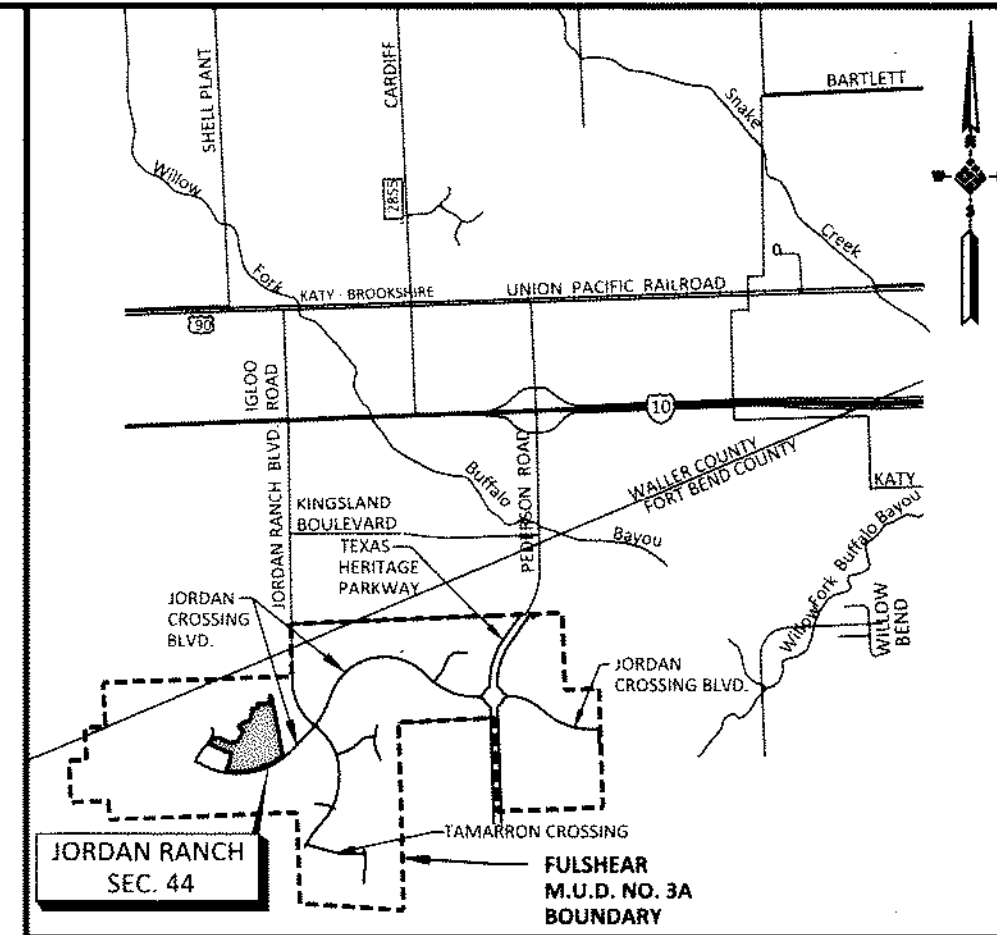 SHELL PLANT
CARDIFF
BARTLETT
Snake
Creek
Willow
Fork
2855
N
W
S
KATY - BROOKSHIRE
UNION PACIFIC RAILROAD
90
IGLOO
ROAD
JORDAN RANCH BLVD.
10
PEDERSON ROAD
WALLER COUNTY
FORT BEND COUNTY
KATY
Buffalo
Bayou
KINGSLAND
BOULEVARD
TEXAS
HERITAGE
PARKWAY
Willow Fork Buffalo Bayou
WILLOW
BEND
JORDAN
CROSSING
BLVD.
JORDAN
CROSSING BLVD.
TAMARRON CROSSING
JORDAN RANCH
SEC. 44
FULSHEAR
M.U.D. NO. 3A
BOUNDARY